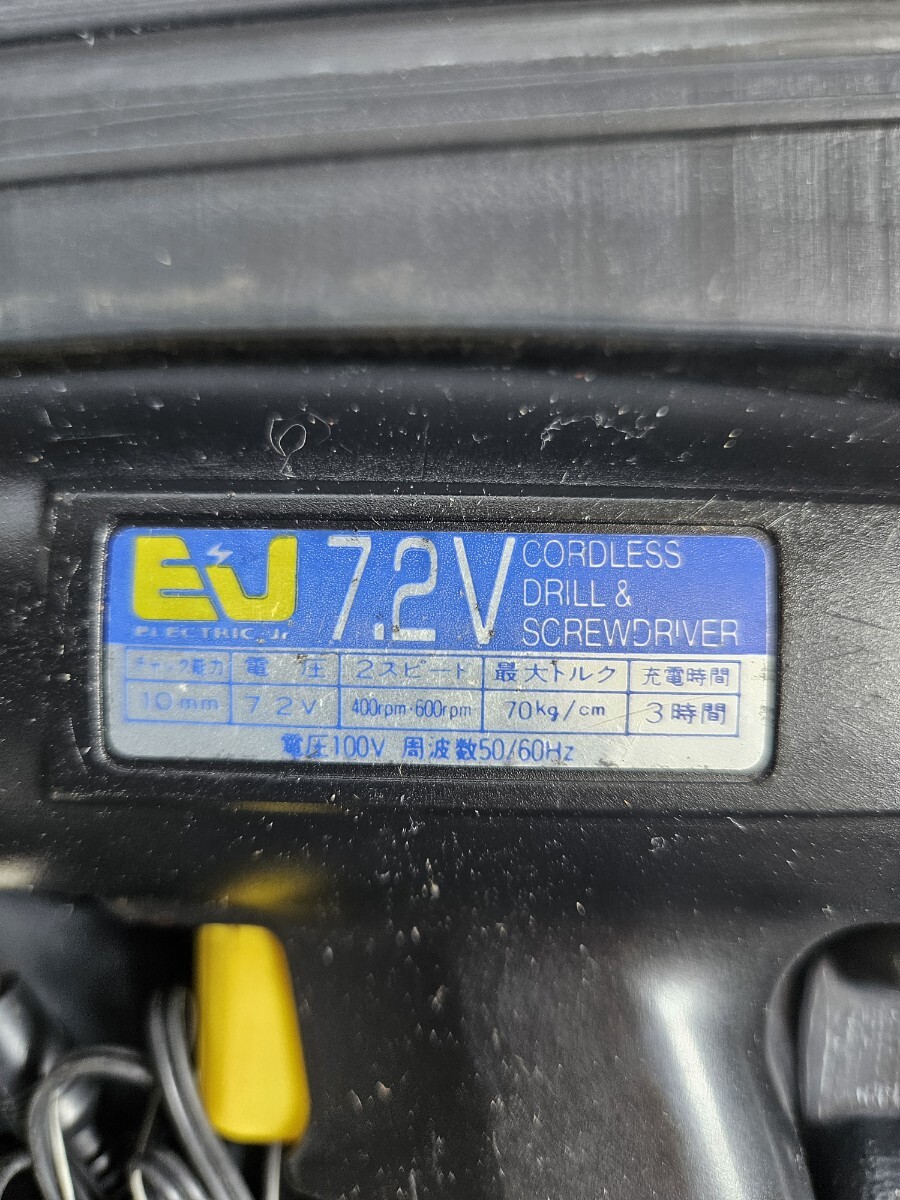 EJ
ELECTRIC Jr.
7.2V
CORDLESS
DRILL &
SCREWDRIVER
チャック能力 電圧 2スピード 最大トルク 充電時間
10mm 7.2V 400rpm・600rpm 70kg/cm 3時間
電圧100V 周波数50/60Hz